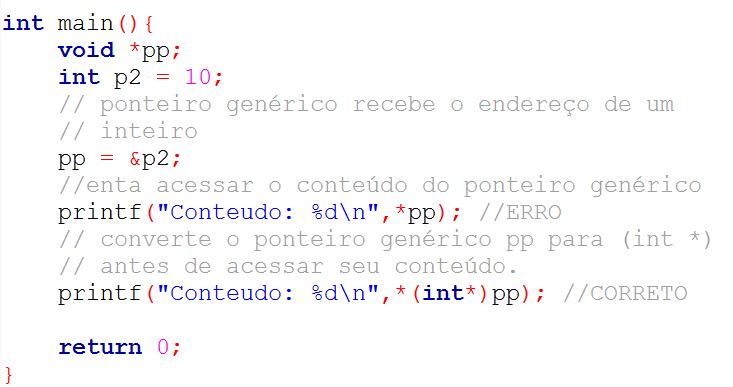 int main(){
    void *pp;
    int p2 = 10;
    // ponteiro genérico recebe o endereço de um
    // inteiro
    pp = &p2;
    //enta acessar o conteúdo do ponteiro genérico
    printf("Conteudo: %d\n",*pp); //ERRO
    // converte o ponteiro genérico pp para (int *)
    // antes de acessar seu conteúdo.
    printf("Conteudo: %d\n",*(int*)pp); //CORRETO

    return 0;
}